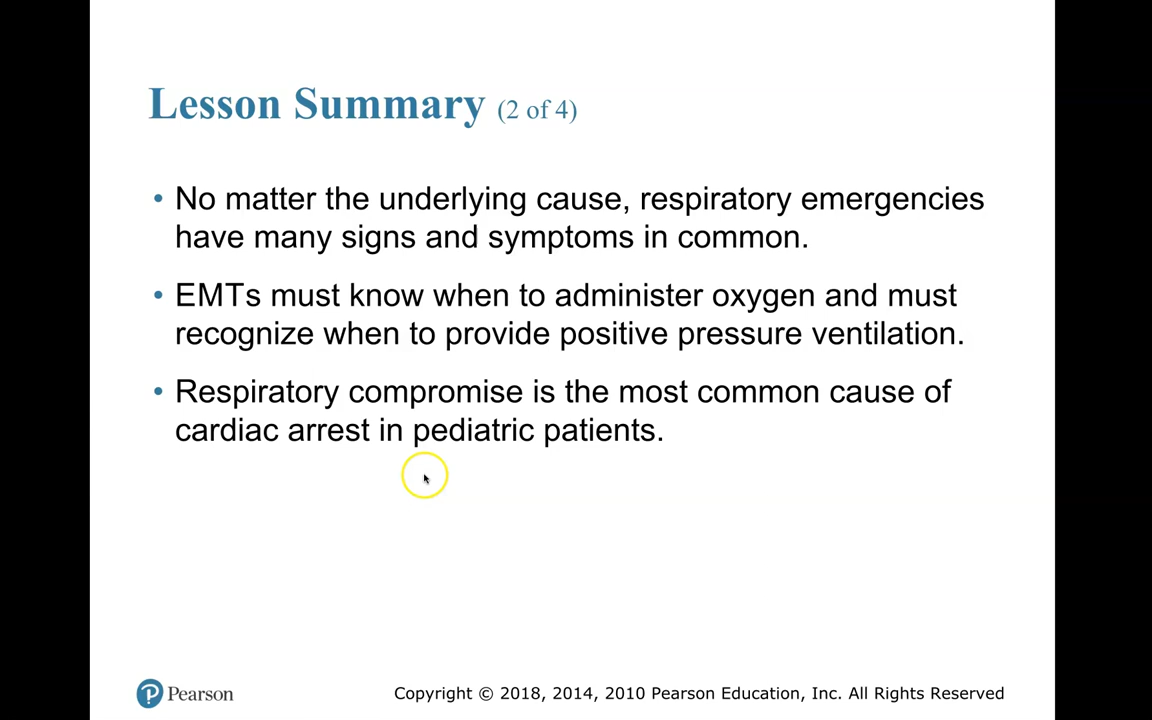 Lesson Summary (2 of 4)
• No matter the underlying cause, respiratory emergencies
have many signs and symptoms in common.
• EMTs must know when to administer oxygen and must
recognize when to provide positive pressure ventilation.
• Respiratory compromise is the most common cause of
cardiac arrest in pediatric patients.
P Pearson
Copyright © 2018, 2014, 2010 Pearson Education, Inc. All Rights Reserved